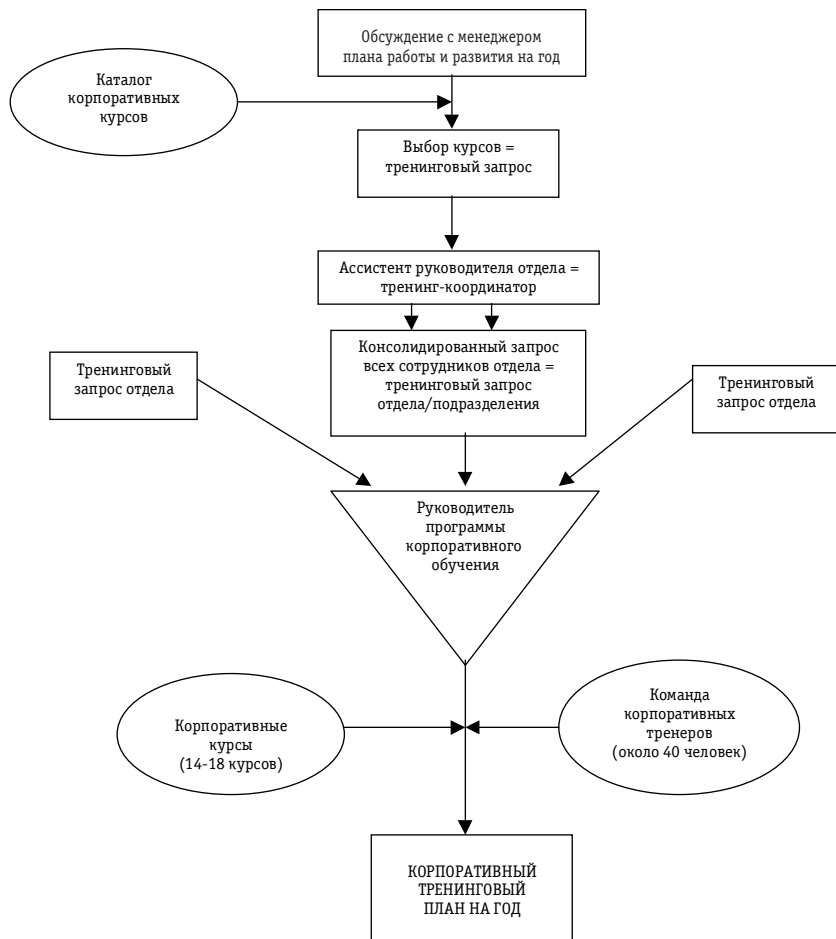 Обсуждение с менеджером
плана работы и развития на год
Каталог
корпоративных
курсов
Выбор курсов =
тренинговый запрос
Ассистент руководителя отдела =
тренинг-координатор
Консолидированный запрос
всех сотрудников отдела =
тренинговый запрос
отдела/подразделения
Тренинговый
запрос отдела
Тренинговый
запрос отдела
Руководитель
программы
корпоративного
обучения
Корпоративные
курсы
(14-18 курсов)
Команда
корпоративных
тренеров
(около 40 человек)
КОРПОРАТИВНЫЙ
ТРЕНИНГОВЫЙ
ПЛАН НА ГОД